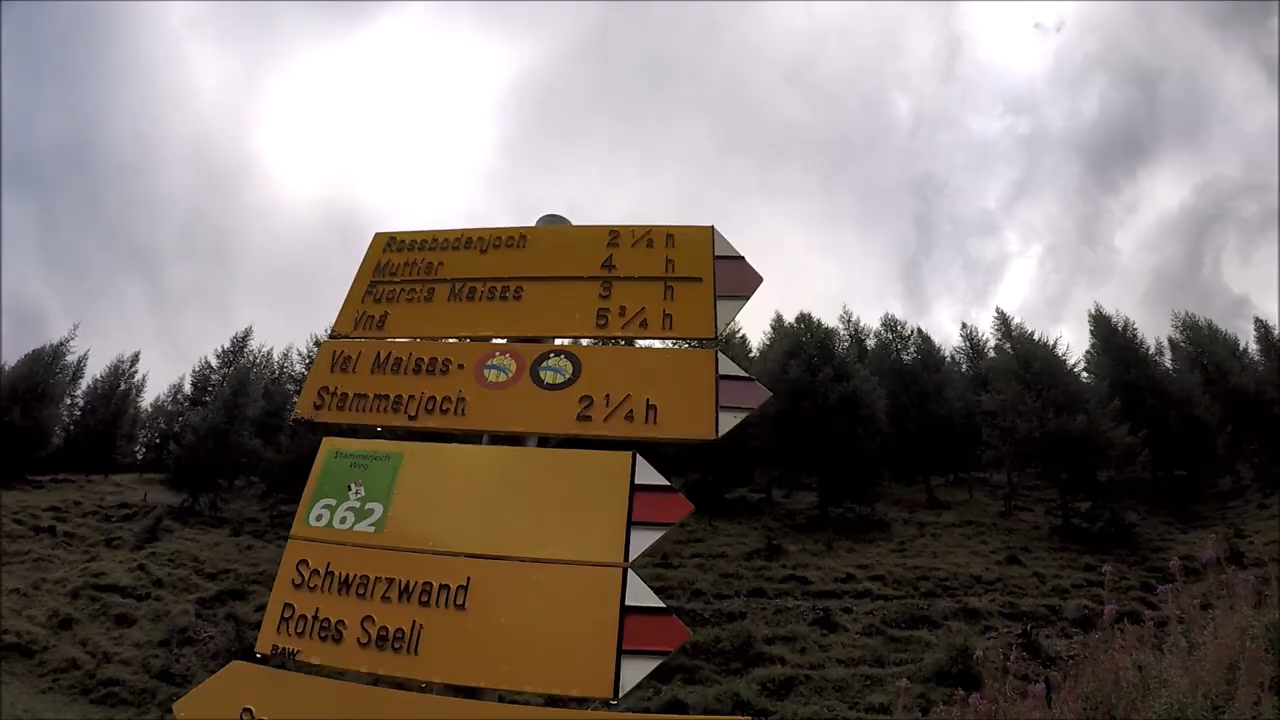 Rossbodenjoch 2 ½ h
Muttler 4 h
Fuorcla Maisas 3 h
Vnà 5 ¾ h
Val Maisas-
Stammerjoch 2 ¼ h
Stammerjoch
Weg
662
Schwarzwand
Rotes Seeli
BAW